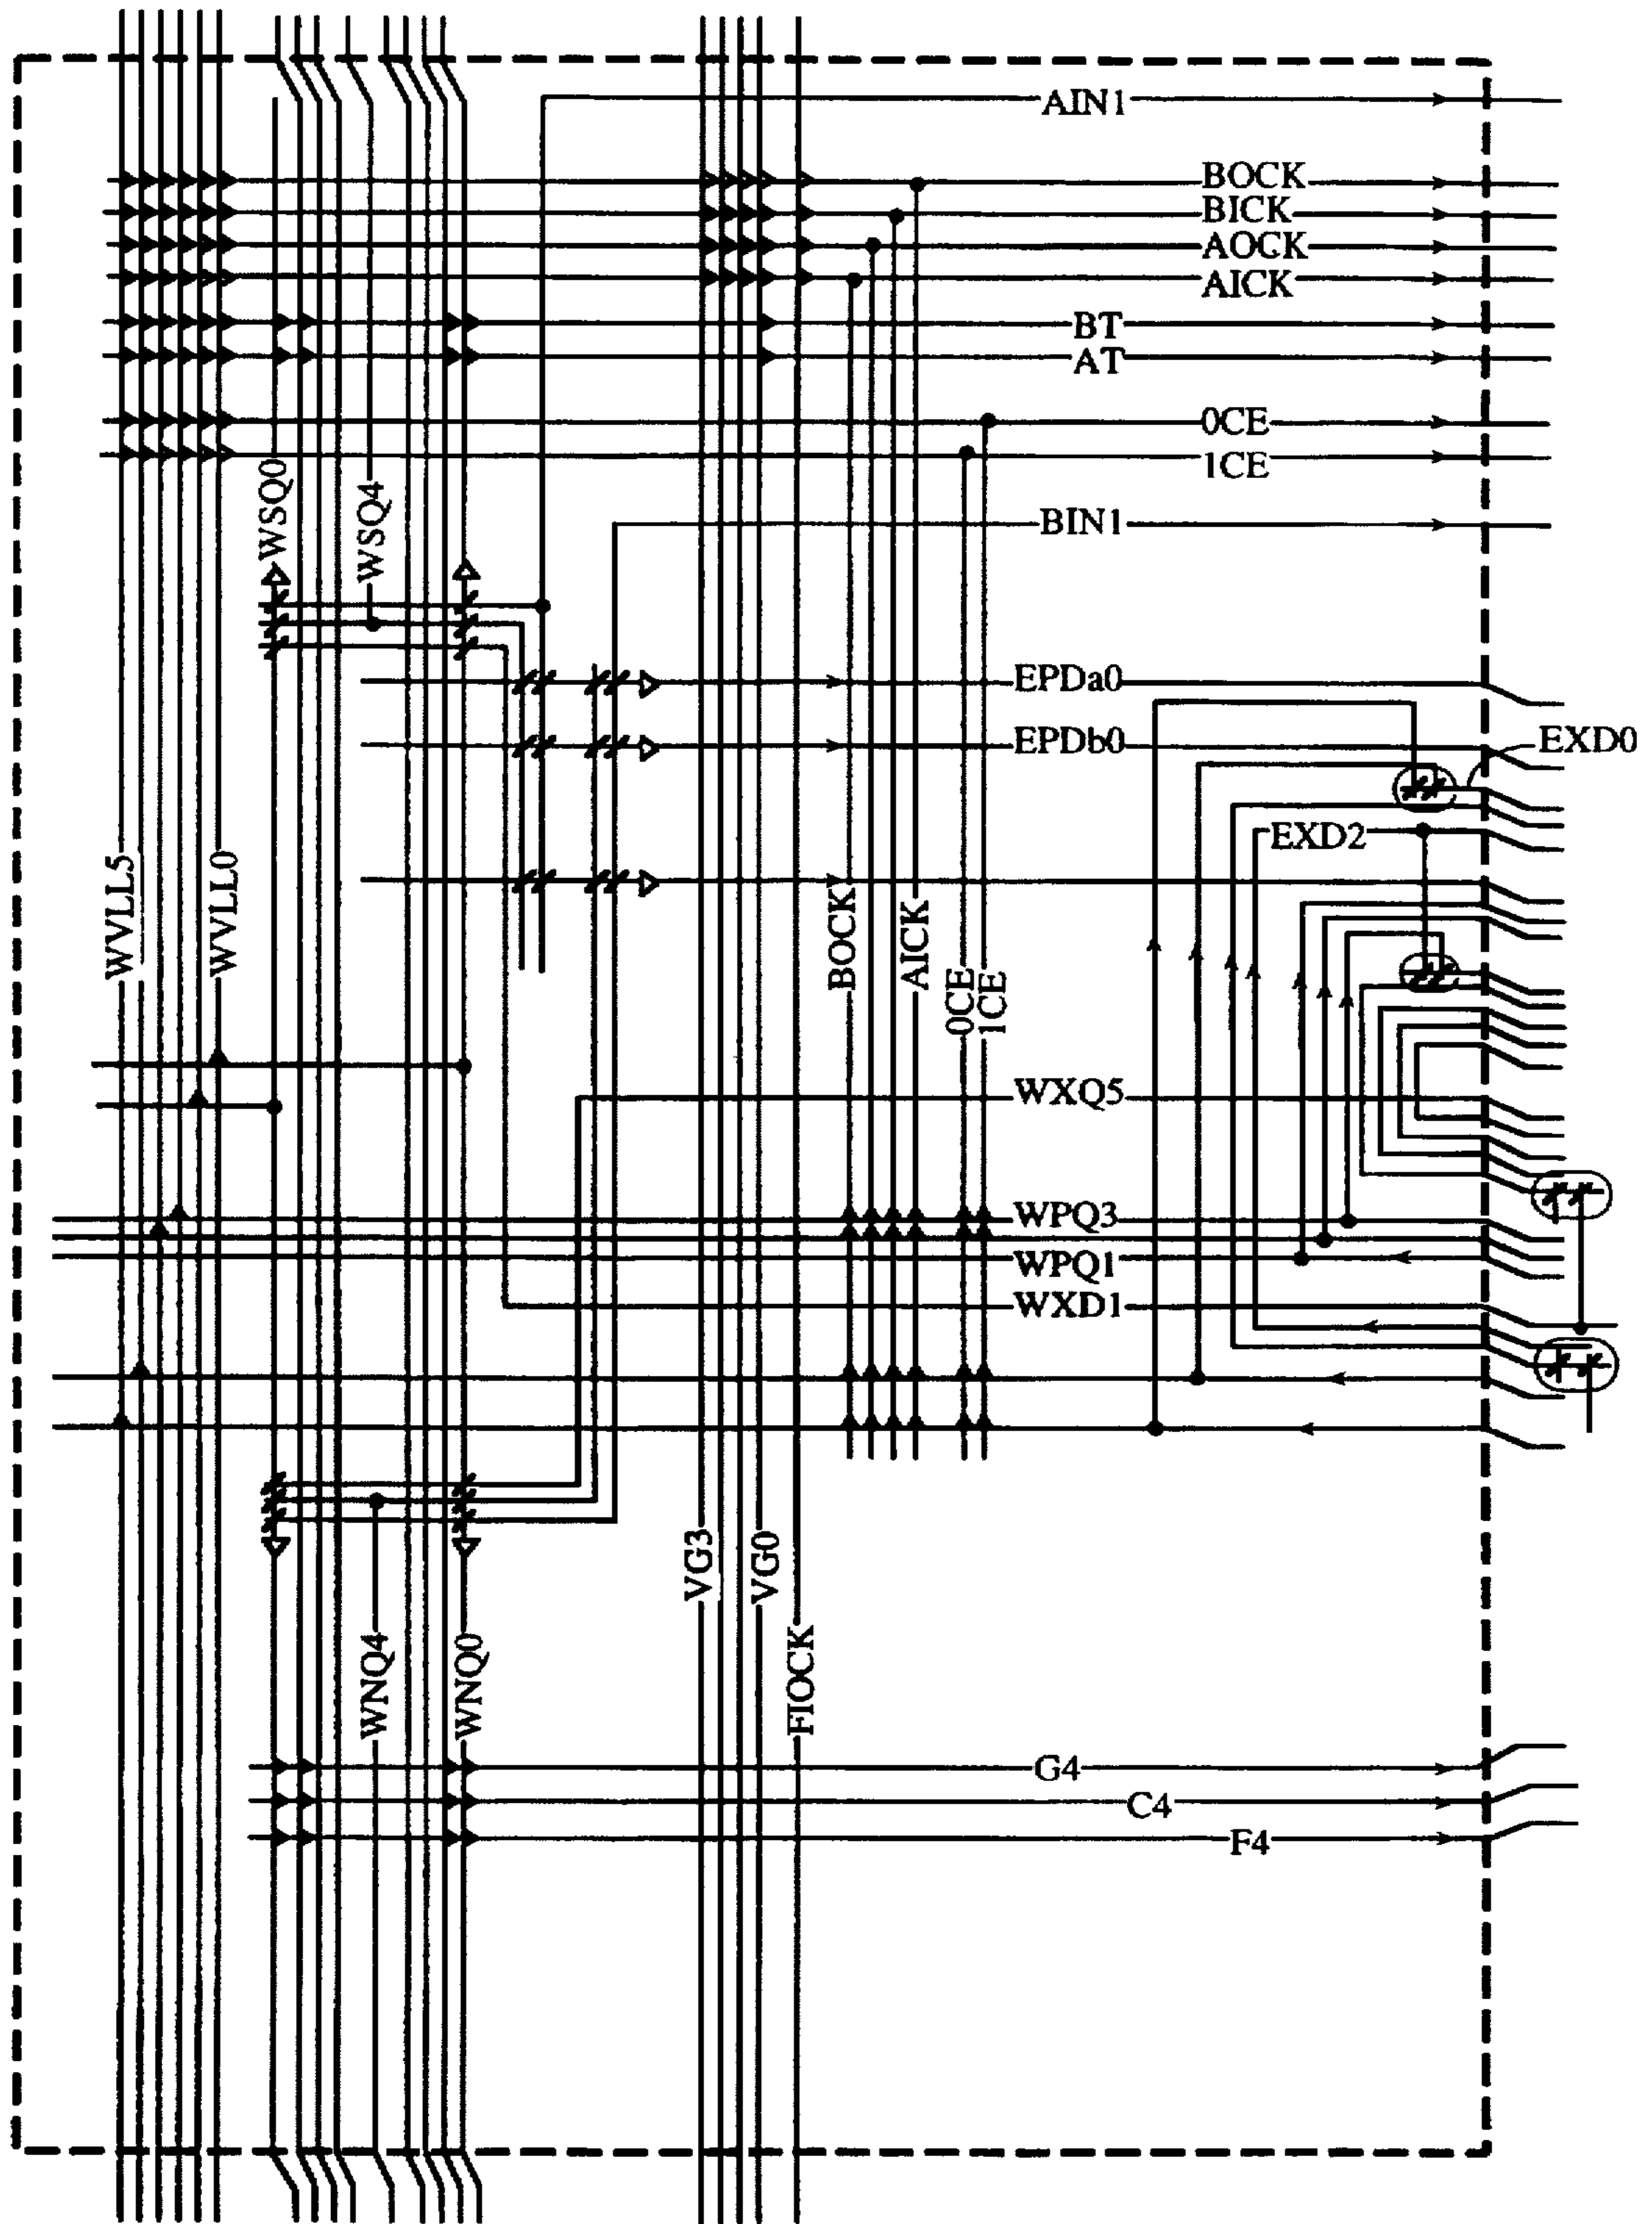 AIN1
BOCK
BICK
AOCK
AICK
BT
AT
0CE
1CE
WSQ0
WSQ4
BIN1
EPDa0
EPDb0
EXD0
EXD2
WVLL5
WVLL0
BOCK
AICK
0CE
1CE
WXQ5
WPQ3
WPQ1
WXD1
VG3
VG0
WNQ4
WNQ0
FIOCK
G4
C4
F4